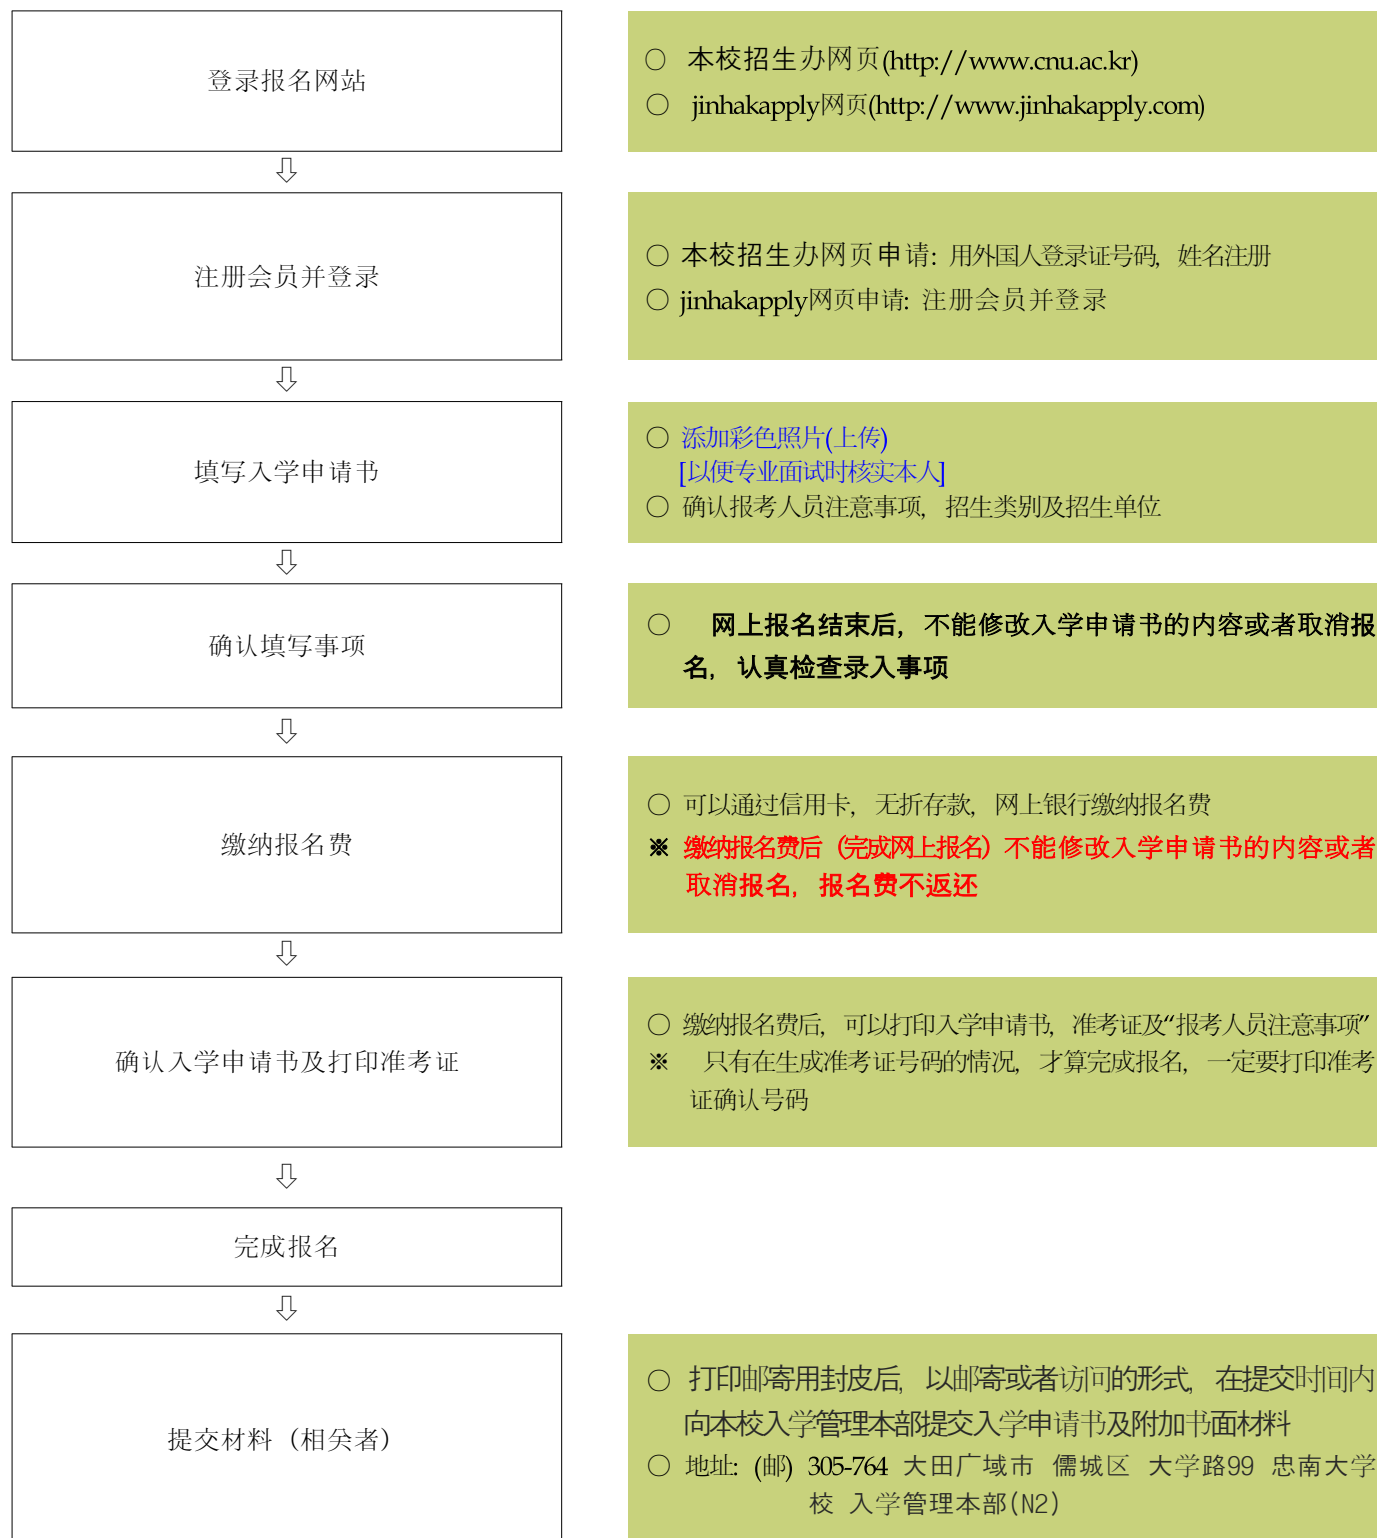 登录报名网站
○ 本校招生办网页(http://www.cnu.ac.kr)
○ jinhakapply网页(http://www.jinhakapply.com)
⇩
注册会员并登录
○ 本校招生办网页申请: 用外国人登录证号码, 姓名注册
○ jinhakapply网页申请: 注册会员并登录
⇩
填写入学申请书
○ 添加彩色照片(上传)
[以便专业面试时核实本人]
○ 确认报考人员注意事项, 招生类别及招生单位
⇩
确认填写事项
○ 网上报名结束后, 不能修改入学申请书的内容或者取消报
名, 认真检查录入事项
⇩
缴纳报名费
○ 可以通过信用卡, 无折存款, 网上银行缴纳报名费
※ 缴纳报名费后 (完成网上报名) 不能修改入学申请书的内容或者
取消报名, 报名费不返还
⇩
确认入学申请书及打印准考证
○ 缴纳报名费后, 可以打印入学申请书, 准考证及“报考人员注意事项”
※ 只有在生成准考证号码的情况, 才算完成报名, 一定要打印准考
证确认号码
⇩
完成报名
⇩
提交材料 (相关者)
○ 打印邮寄用封皮后, 以邮寄或者访问的形式, 在提交时间内
向本校入学管理本部提交入学申请书及附加书面材料
○ 地址: (邮) 305-764 大田广域市 儒城区 大学路99 忠南大学
校 入学管理本部(N2)